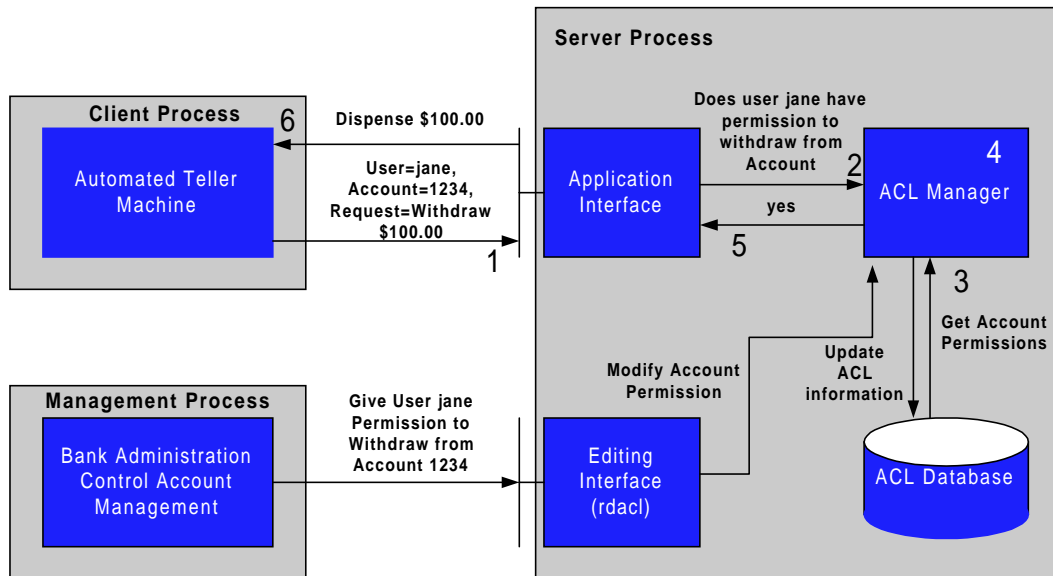 Server Process
Client Process
6
Automated Teller
Machine
Dispense $100.00
User=jane,
Account=1234,
Request=Withdraw
$100.00
1
Application
Interface
Does user jane have
permission to
withdraw from
Account
2
4
ACL Manager
yes
5
3
Get Account
Permissions
Update
ACL
information
Modify Account
Permission
Management Process
Bank Administration
Control Account
Management
Give User jane
Permission to
Withdraw from
Account 1234
Editing
Interface
(rdacl)
ACL Database